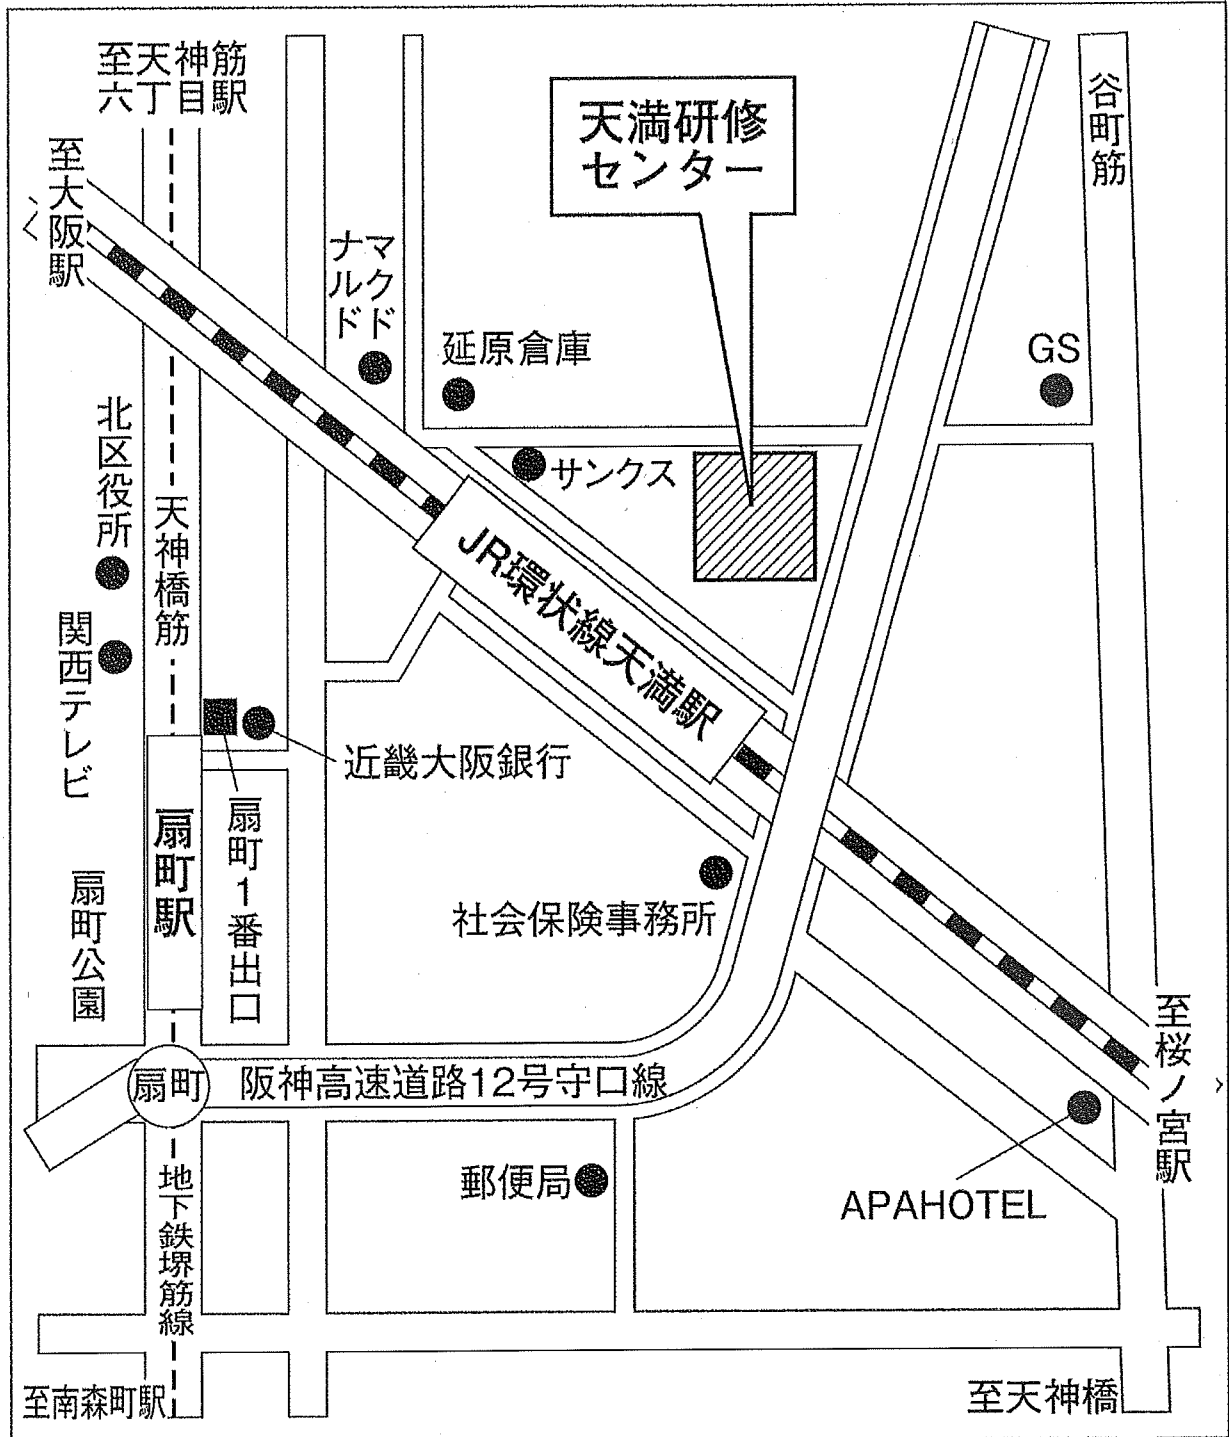 至天神筋
六丁目駅
至大阪駅
天満研修
センター
谷町筋
マクド
ナルド
延原倉庫
GS
北区役所
サンクス
天神橋筋
JR環状線天満駅
関西テレビ
近畿大阪銀行
扇町駅
扇町1番出口
扇町公園
社会保険事務所
至桜ノ宮駅
扇町
阪神高速道路12号守口線
地下鉄堺筋線
郵便局
APAHOTEL
至南森町駅
至天神橋